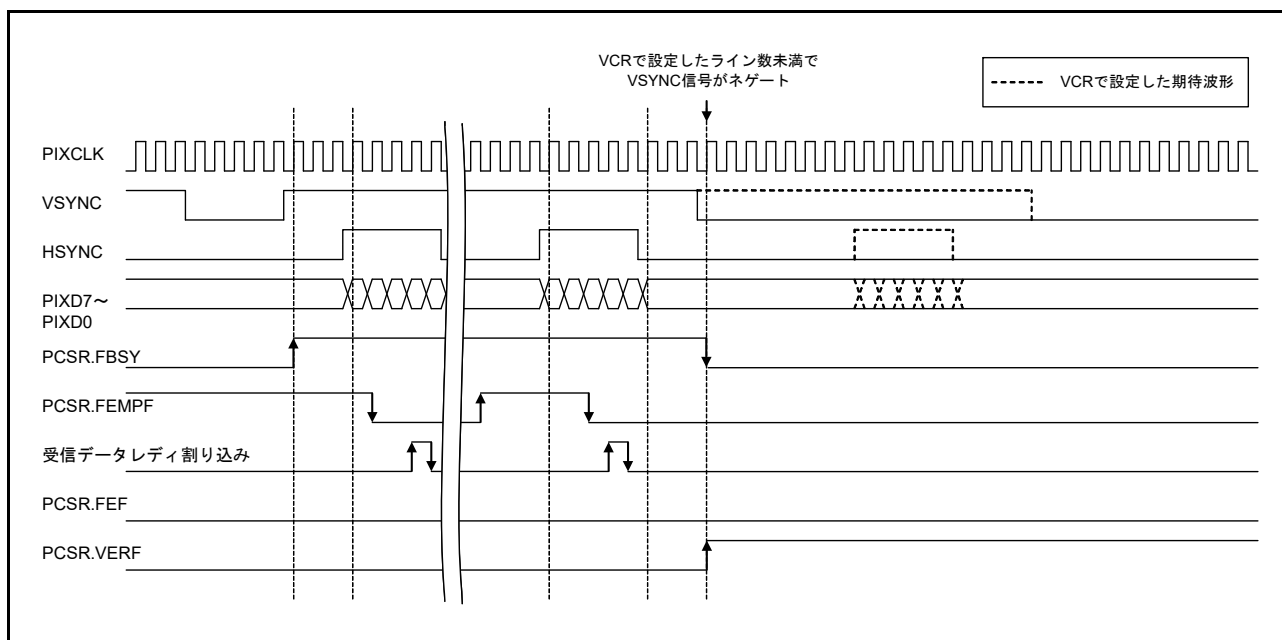 VCRで設定したライン数未満で
VSYNC信号がネゲート
VCRで設定した期待波形
PIXCLK
VSYNC
HSYNC
PIXD7～
PIXD0
PCSR.FBSY
PCSR.FEMPF
受信データレディ割り込み
PCSR.FEF
PCSR.VERF